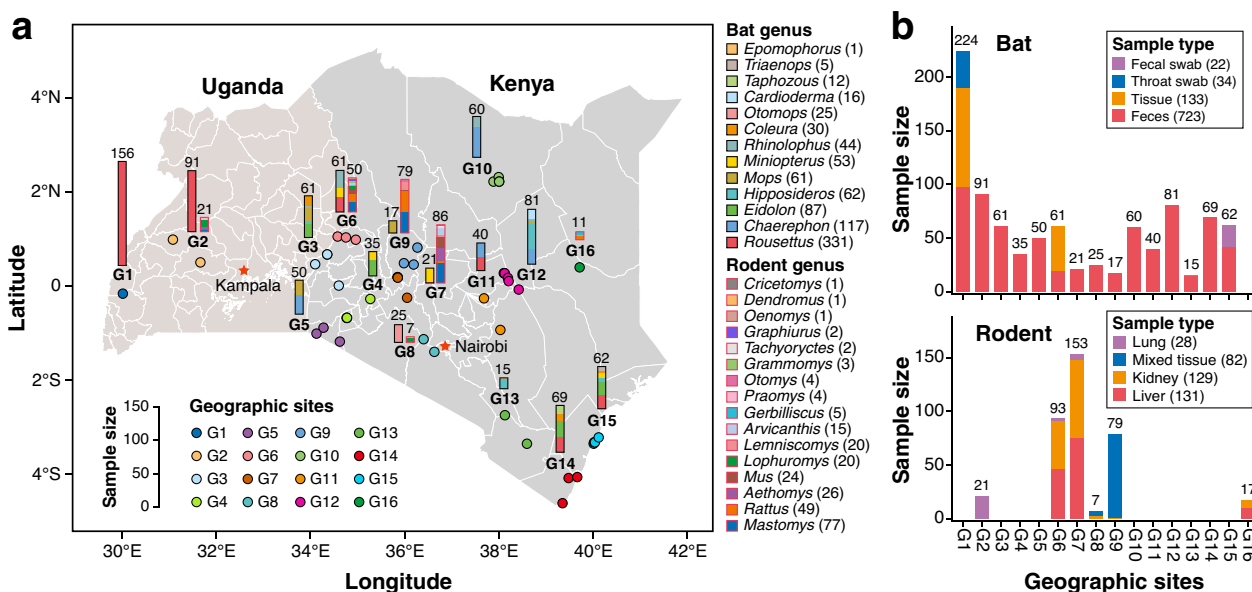 a
Uganda
Kenya
4°N
2°N
0
2°S
4°S
Latitude
30°E
32°E
34°E
36°E
38°E
40°E
42°E
Longitude
156
G1
91
21
G2
Kampala
61
G3
61
50
G6
35
G4
50
G5
17
79
G9
21
86
G7
25
7
G8
Nairobi
60
G10
40
G11
81
G12
11
G16
15
G13
69
G14
62
G15
Sample size
150
100
50
0
Geographic sites
G1 G5 G9 G13
G2 G6 G10 G14
G3 G7 G11 G15
G4 G8 G12 G16
Bat genus
Epomophorus (1)
Triaenops (5)
Taphozous (12)
Cardioderma (16)
Otomops (25)
Coleura (30)
Rhinolophus (44)
Miniopterus (53)
Mops (61)
Hipposideros (62)
Eidolon (87)
Chaerephon (117)
Rousettus (331)
Rodent genus
Cricetomys (1)
Dendromus (1)
Oenomys (1)
Graphiurus (2)
Tachyoryctes (2)
Grammomys (3)
Otomys (4)
Praomys (4)
Gerbilliscus (5)
Arvicanthis (15)
Lemniscomys (20)
Lophuromys (20)
Mus (24)
Aethomys (26)
Rattus (49)
Mastomys (77)
b
Bat
Sample type
Fecal swab (22)
Throat swab (34)
Tissue (133)
Feces (723)
Sample size
200
150
100
50
0
224
91
61
35
50
61
21
25
17
60
40
81
15
69
62
Rodent
Sample type
Lung (28)
Mixed tissue (82)
Kidney (129)
Liver (131)
Sample size
150
100
50
0
21
93
153
7
79
17
G1
G2
G3
G4
G5
G6
G7
G8
G9
G10
G11
G12
G13
G14
G15
G16
Geographic sites